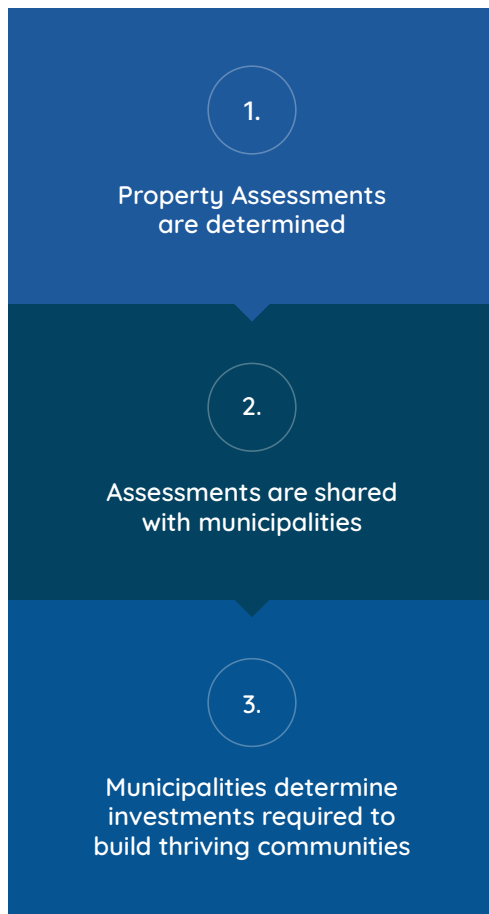 1.
Property Assessments
are determined
2.
Assessments are shared
with municipalities
3.
Municipalities determine
investments required to
build thriving communities